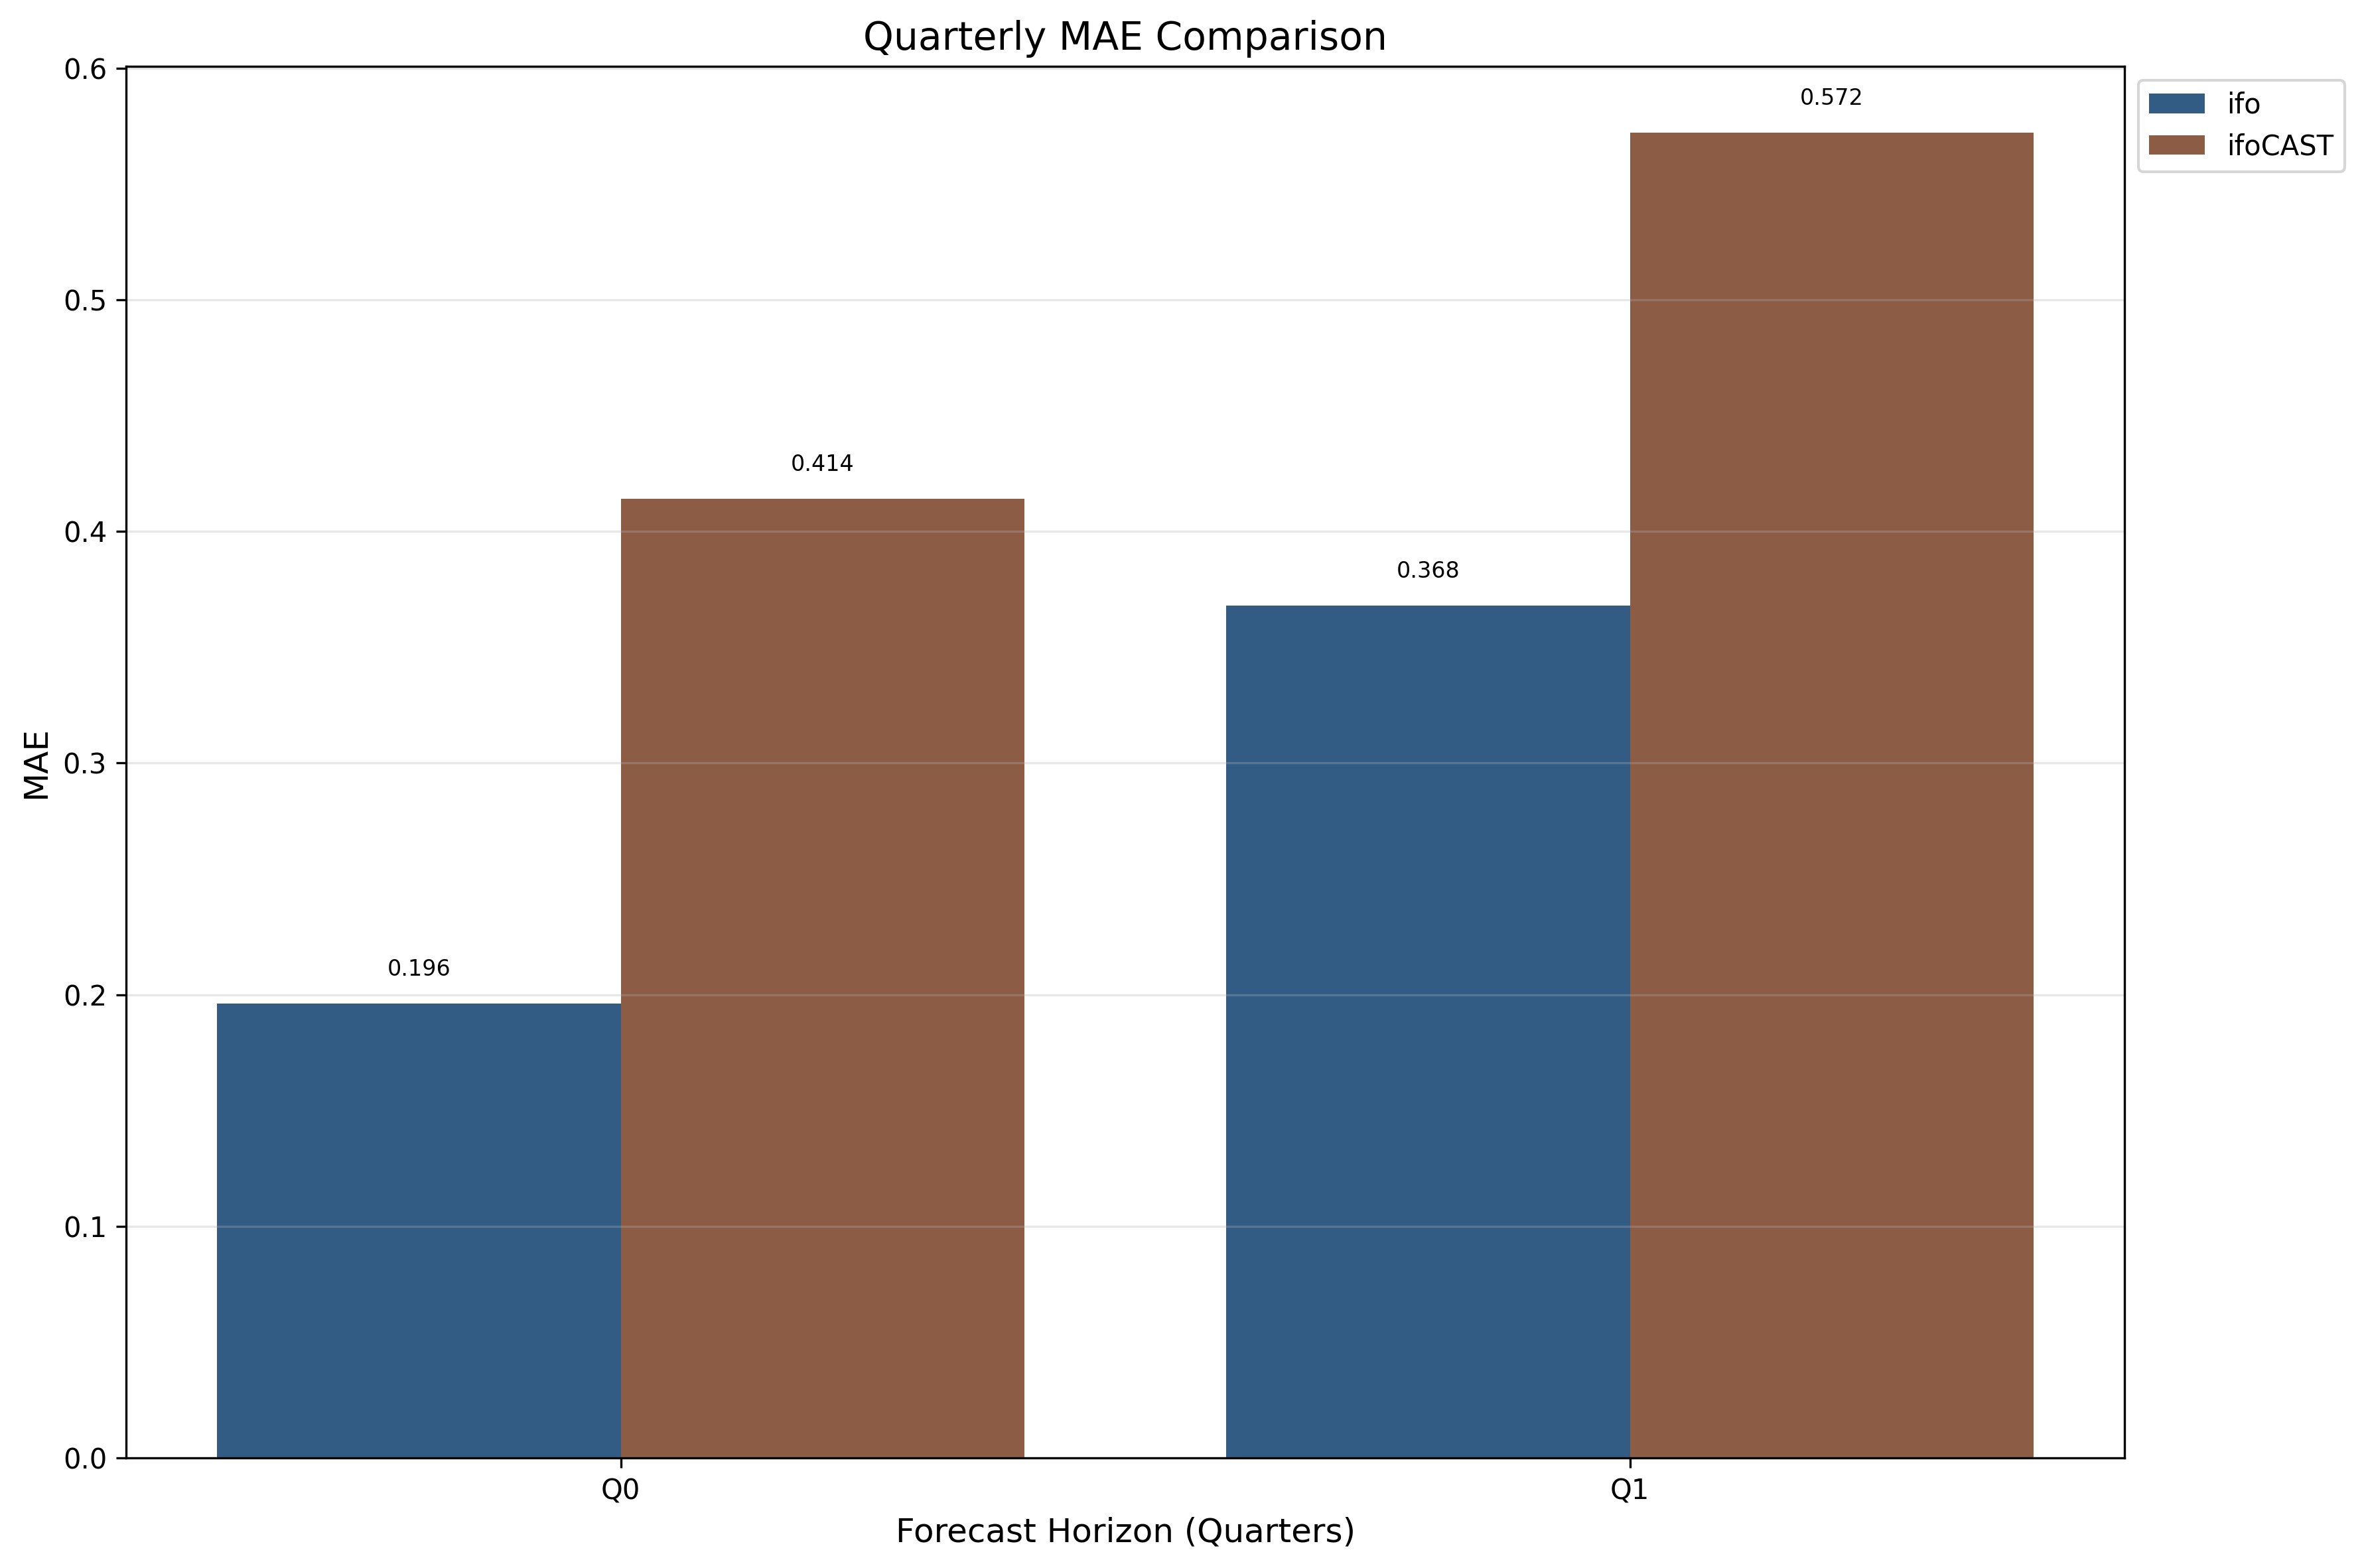 Quarterly MAE Comparison
0.6
0.5
0.4
0.3
0.2
0.1
0.0
MAE
0.196
0.414
0.368
0.572
Q0
Q1
Forecast Horizon (Quarters)
ifo
ifoCAST